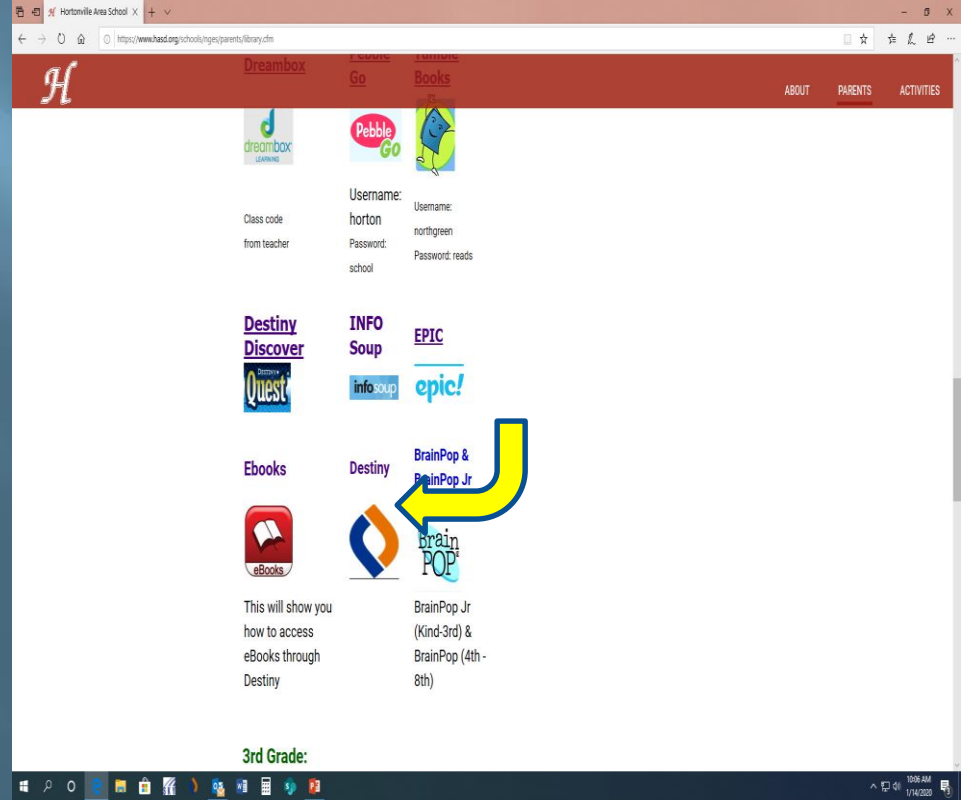 Hortonville Area School
https://www.hasd.org/schools/nges/parents/library.cfm
H
ABOUT PARENTS ACTIVITIES
Dreambox
Pebble
Go
Tumble
Books
dreambox
LEARNING
Pebble
Go
Class code
from teacher
Username:
horton
Password:
school
Username:
northgreen
Password: reads
Destiny
Discover
INFO
Soup
EPIC
DESTINY
Quest
infosoup
epic!
Ebooks
Destiny
BrainPop &
BrainPop Jr
eBooks
Brain
POP
This will show you
how to access
eBooks through
Destiny
BrainPop Jr
(Kind-3rd) &
BrainPop (4th -
8th)
3rd Grade:
10:06 AM
1/14/2020